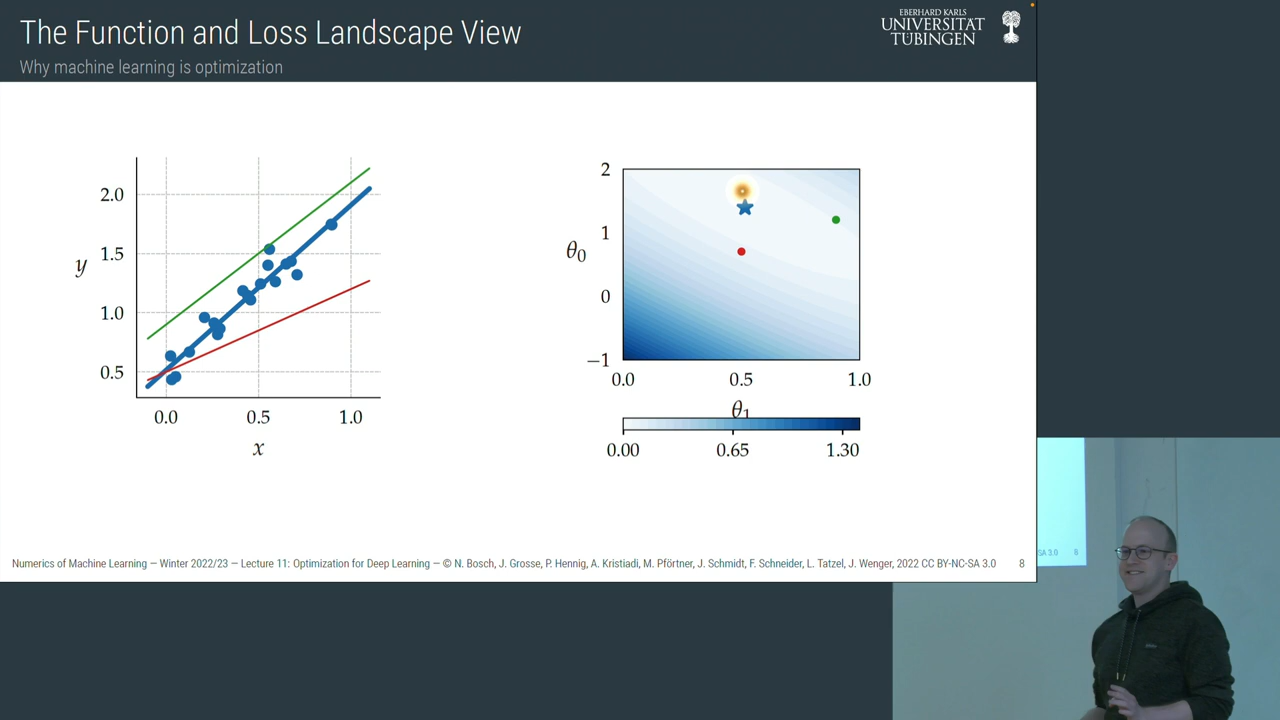 The Function and Loss Landscape View
Why machine learning is optimization
EBERHARD KARLS
UNIVERSITÄT
TÜBINGEN
2.0
1.5
1.0
0.5
y
0.0
0.5
1.0
x
2
1
0
−1
θ0
0.0
0.5
1.0
θ1
0.00
0.65
1.30
Numerics of Machine Learning — Winter 2022/23 — Lecture 11: Optimization for Deep Learning — © N. Bosch, J. Grosse, P. Hennig, A. Kristiadi, M. Pförtner, J. Schmidt, F. Schneider, L. Tatzel, J. Wenger, 2022 CC BY-NC-SA 3.0
8
SA 3.0
8